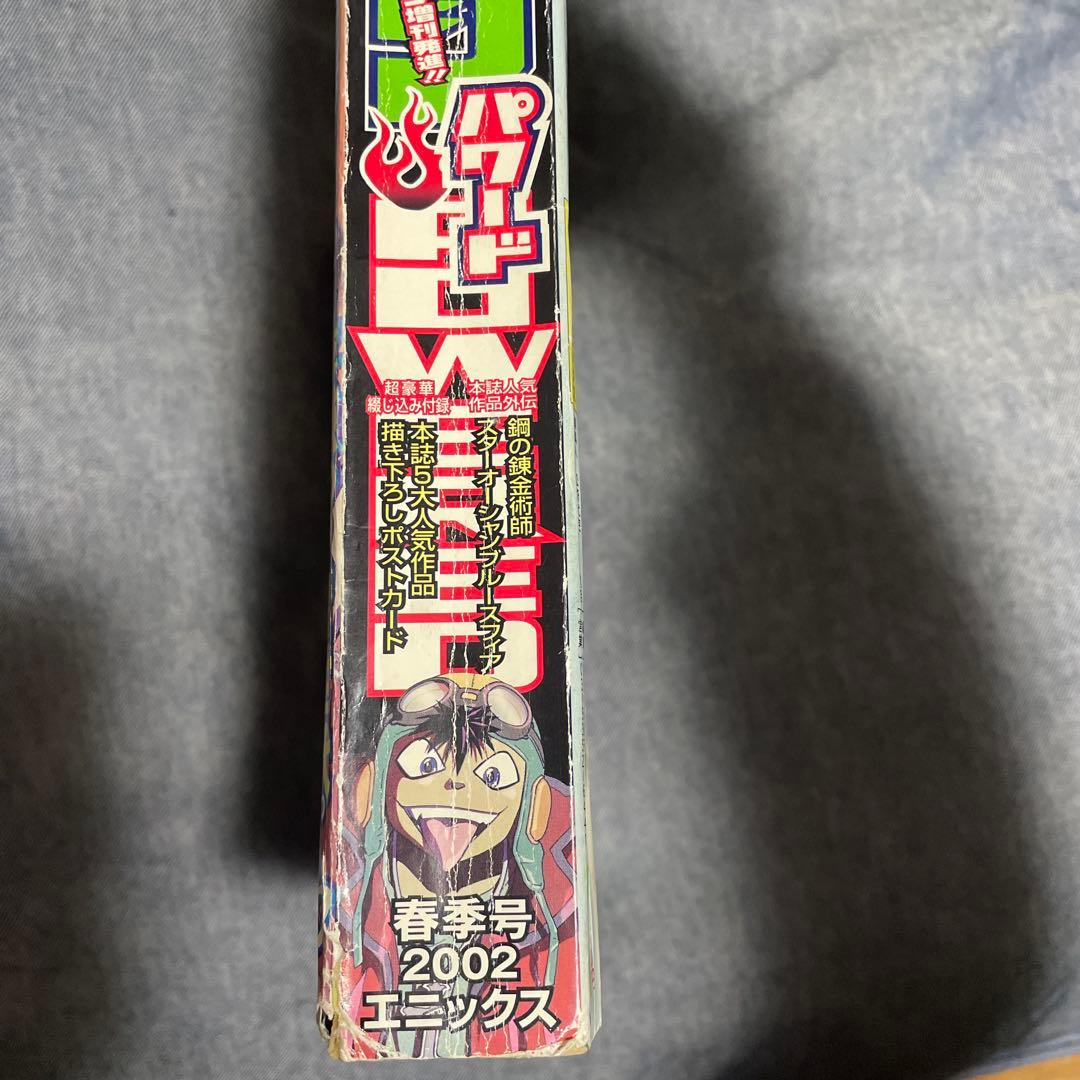 増刊発進!!
パワード
POWERED
本誌人気
作品外伝
鋼の錬金術師
スターオーシャンブルースフィア
超豪華
綴じ込み付録
本誌5大人気作品
描き下ろしポストカード
春季号
2002
エニックス